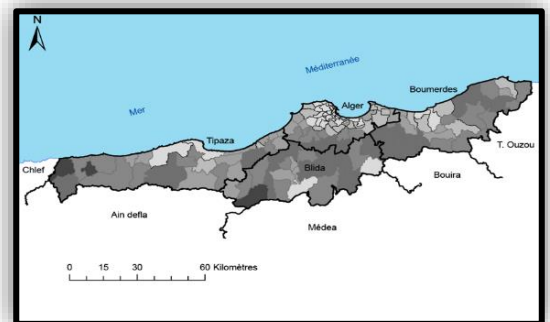 N
Mer
Méditerranée
Boumerdes
Alger
Tipaza
T. Ouzou
Chlef
Blida
Bouira
Ain defla
Médea
0 15 30 60 Kilomètres